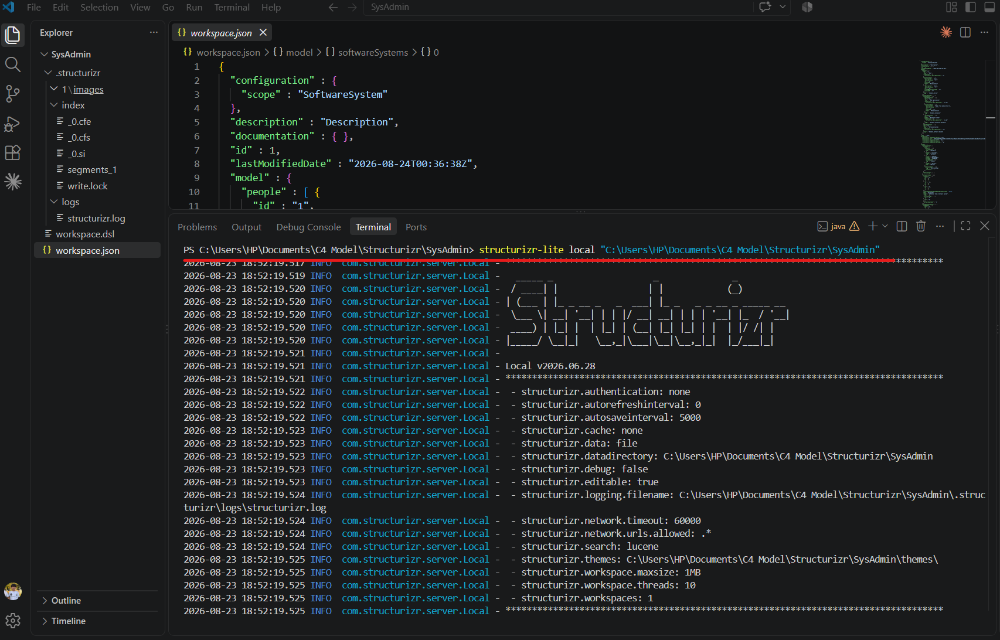 File Edit Selection View Go Run Terminal Help SysAdmin
Explorer
SysAdmin
.structurizr
1\images
index
_0.cfe
_0.cfs
_0.si
segments_1
write.lock
logs
structurizr.log
workspace.dsl
{} workspace.json
Outline
Timeline
{} workspace.json
{} workspace.json > {} model > [] softwareSystems > {} 0
1 {
2 "configuration" : {
3 "scope" : "SoftwareSystem"
4 },
5 "description" : "Description",
6 "documentation" : { },
7 "id" : 1,
8 "lastModifiedDate" : "2026-08-24T00:36:38Z",
9 "model" : {
10 "people" : [ {
11 "id" : "1",
Problems Output Debug Console Terminal Ports java
PS C:\Users\HP\Documents\C4 Model\Structurizr\SysAdmin> structurizr-lite local "C:\Users\HP\Documents\C4 Model\Structurizr\SysAdmin"
2026-08-23 18:52:19.517 INFO com.structurizr.server.Local - ***********************************************************************************
2026-08-23 18:52:19.519 INFO com.structurizr.server.Local -
2026-08-23 18:52:19.520 INFO com.structurizr.server.Local -
2026-08-23 18:52:19.520 INFO com.structurizr.server.Local -
2026-08-23 18:52:19.520 INFO com.structurizr.server.Local - Structurizr
2026-08-23 18:52:19.520 INFO com.structurizr.server.Local -
2026-08-23 18:52:19.520 INFO com.structurizr.server.Local -
2026-08-23 18:52:19.521 INFO com.structurizr.server.Local -
2026-08-23 18:52:19.521 INFO com.structurizr.server.Local - Local v2026.06.28
2026-08-23 18:52:19.521 INFO com.structurizr.server.Local - ***********************************************************************************
2026-08-23 18:52:19.522 INFO com.structurizr.server.Local - - structurizr.authentication: none
2026-08-23 18:52:19.522 INFO com.structurizr.server.Local - - structurizr.autorefreshinterval: 0
2026-08-23 18:52:19.522 INFO com.structurizr.server.Local - - structurizr.autosaveinterval: 5000
2026-08-23 18:52:19.523 INFO com.structurizr.server.Local - - structurizr.cache: none
2026-08-23 18:52:19.523 INFO com.structurizr.server.Local - - structurizr.data: file
2026-08-23 18:52:19.523 INFO com.structurizr.server.Local - - structurizr.datadirectory: C:\Users\HP\Documents\C4 Model\Structurizr\SysAdmin
2026-08-23 18:52:19.523 INFO com.structurizr.server.Local - - structurizr.debug: false
2026-08-23 18:52:19.523 INFO com.structurizr.server.Local - - structurizr.editable: true
2026-08-23 18:52:19.524 INFO com.structurizr.server.Local - - structurizr.logging.filename: C:\Users\HP\Documents\C4 Model\Structurizr\SysAdmin\.struc
turizr\logs\structurizr.log
2026-08-23 18:52:19.524 INFO com.structurizr.server.Local - - structurizr.network.timeout: 60000
2026-08-23 18:52:19.524 INFO com.structurizr.server.Local - - structurizr.network.urls.allowed: .*
2026-08-23 18:52:19.524 INFO com.structurizr.server.Local - - structurizr.search: lucene
2026-08-23 18:52:19.525 INFO com.structurizr.server.Local - - structurizr.themes: C:\Users\HP\Documents\C4 Model\Structurizr\SysAdmin\themes\
2026-08-23 18:52:19.525 INFO com.structurizr.server.Local - - structurizr.workspace.maxsize: 1MB
2026-08-23 18:52:19.525 INFO com.structurizr.server.Local - - structurizr.workspace.threads: 10
2026-08-23 18:52:19.525 INFO com.structurizr.server.Local - - structurizr.workspaces: 1
2026-08-23 18:52:19.525 INFO com.structurizr.server.Local - ***********************************************************************************